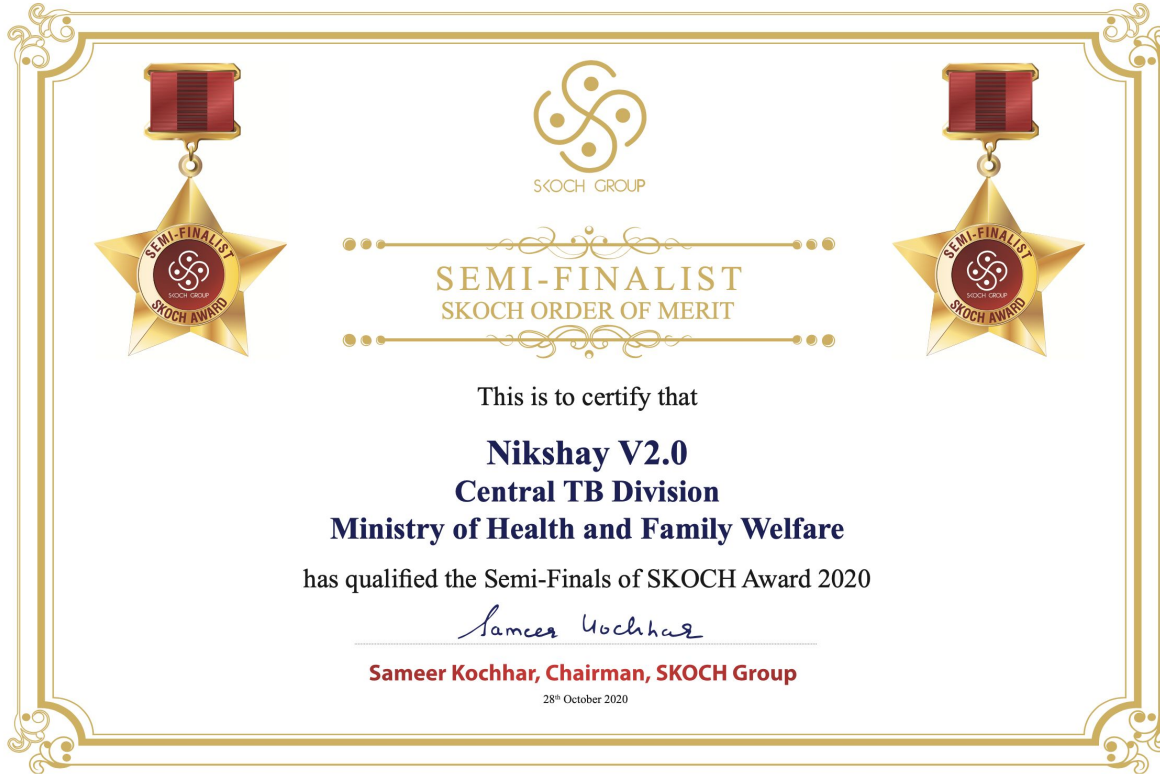 SKOCH GROUP
SEMI-FINALIST
SKOCH GROUP
SKOCH AWARD
SEMI-FINALIST
SKOCH GROUP
SKOCH AWARD
SEMI-FINALIST
SKOCH ORDER OF MERIT
This is to certify that
Nikshay V2.0
Central TB Division
Ministry of Health and Family Welfare
has qualified the Semi-Finals of SKOCH Award 2020
Sameer Kochhar
Sameer Kochhar, Chairman, SKOCH Group
28th October 2020